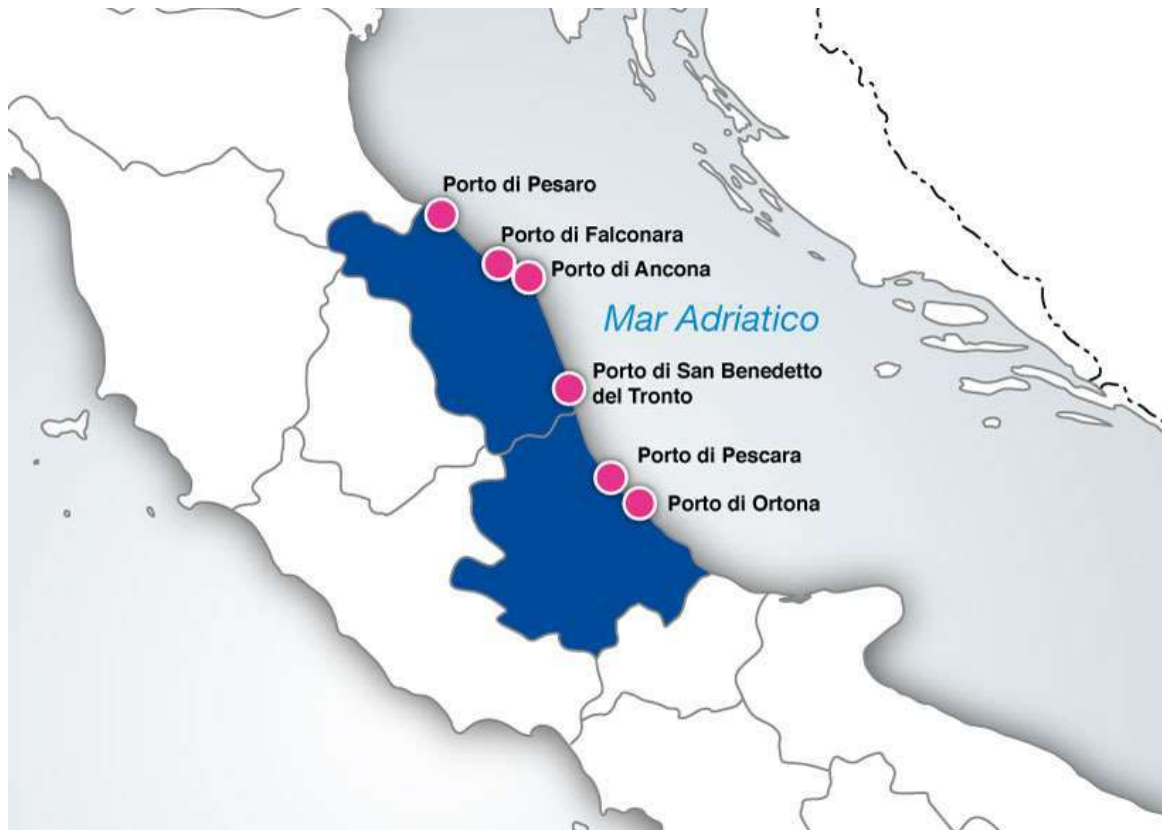 Porto di Pesaro
Porto di Falconara
Porto di Ancona
Mar Adriatico
Porto di San Benedetto
del Tronto
Porto di Pescara
Porto di Ortona